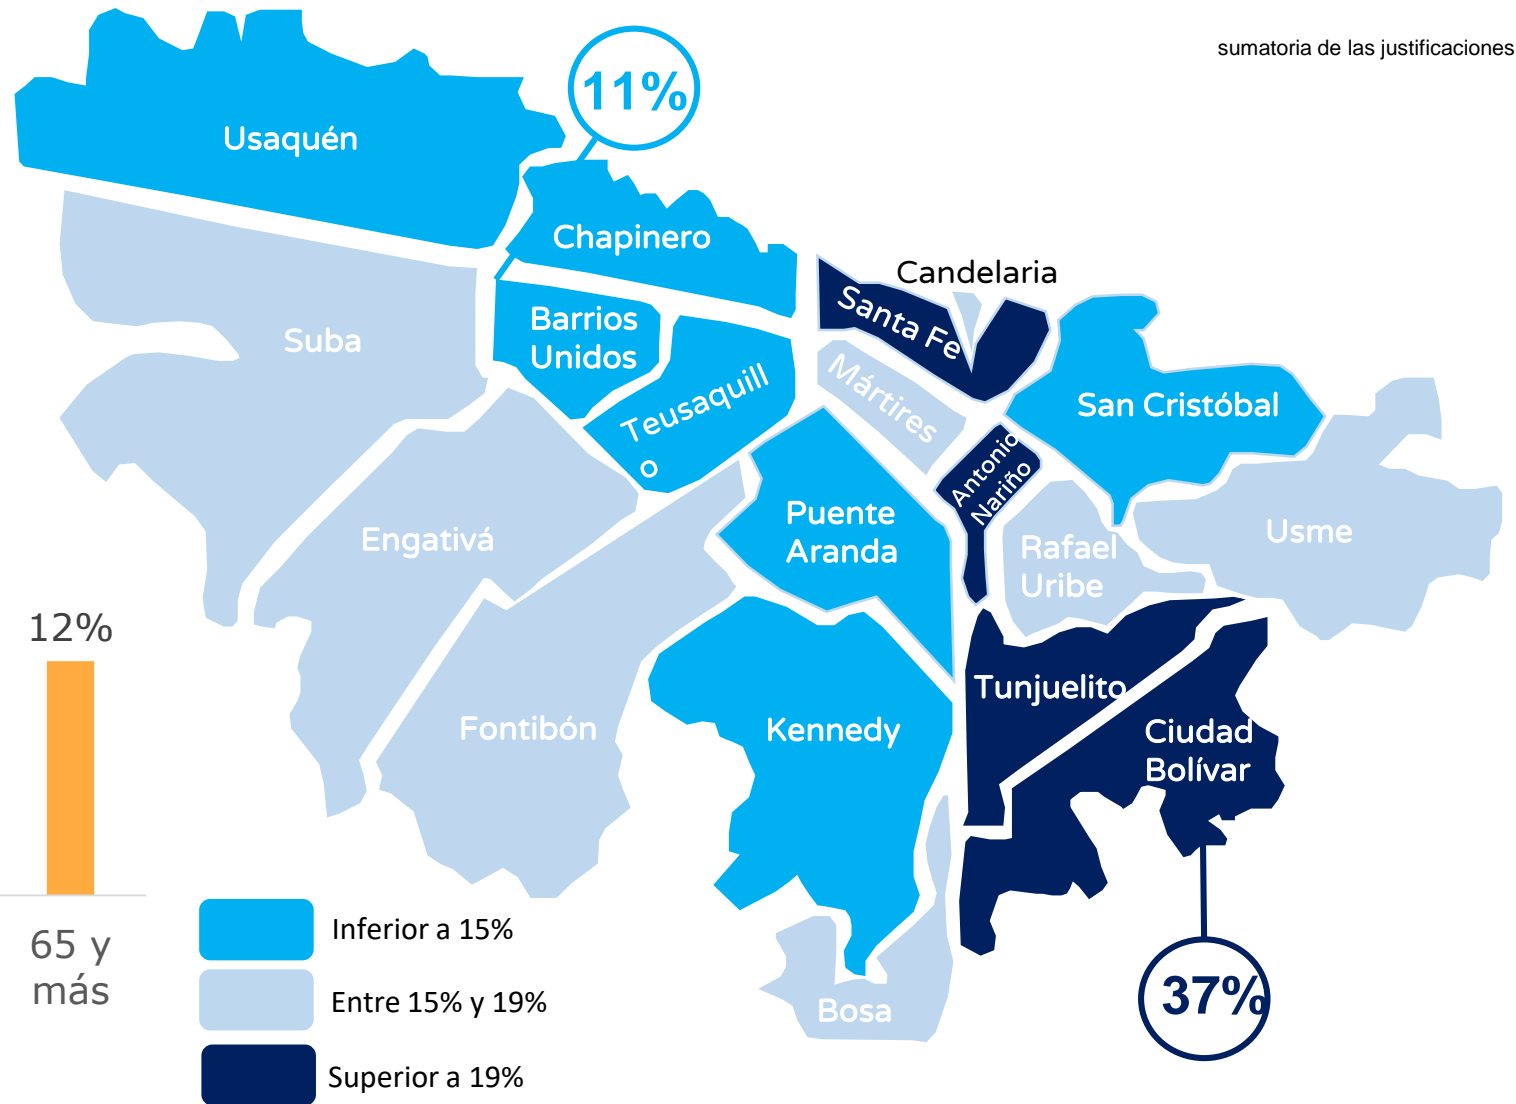 sumatoria de las justificaciones
11%
Usaquén
Chapinero
Candelaria
Santa Fe
Barrios
Unidos
Suba
Teusaquill
o
Mártires
San Cristóbal
Antonio
Nariño
Puente
Aranda
Engativá
Rafael
Uribe
Usme
12%
Tunjuelito
Fontibón
Kennedy
Ciudad
Bolívar
65 y
más
Inferior a 15%
Entre 15% y 19%
Superior a 19%
Bosa
37%